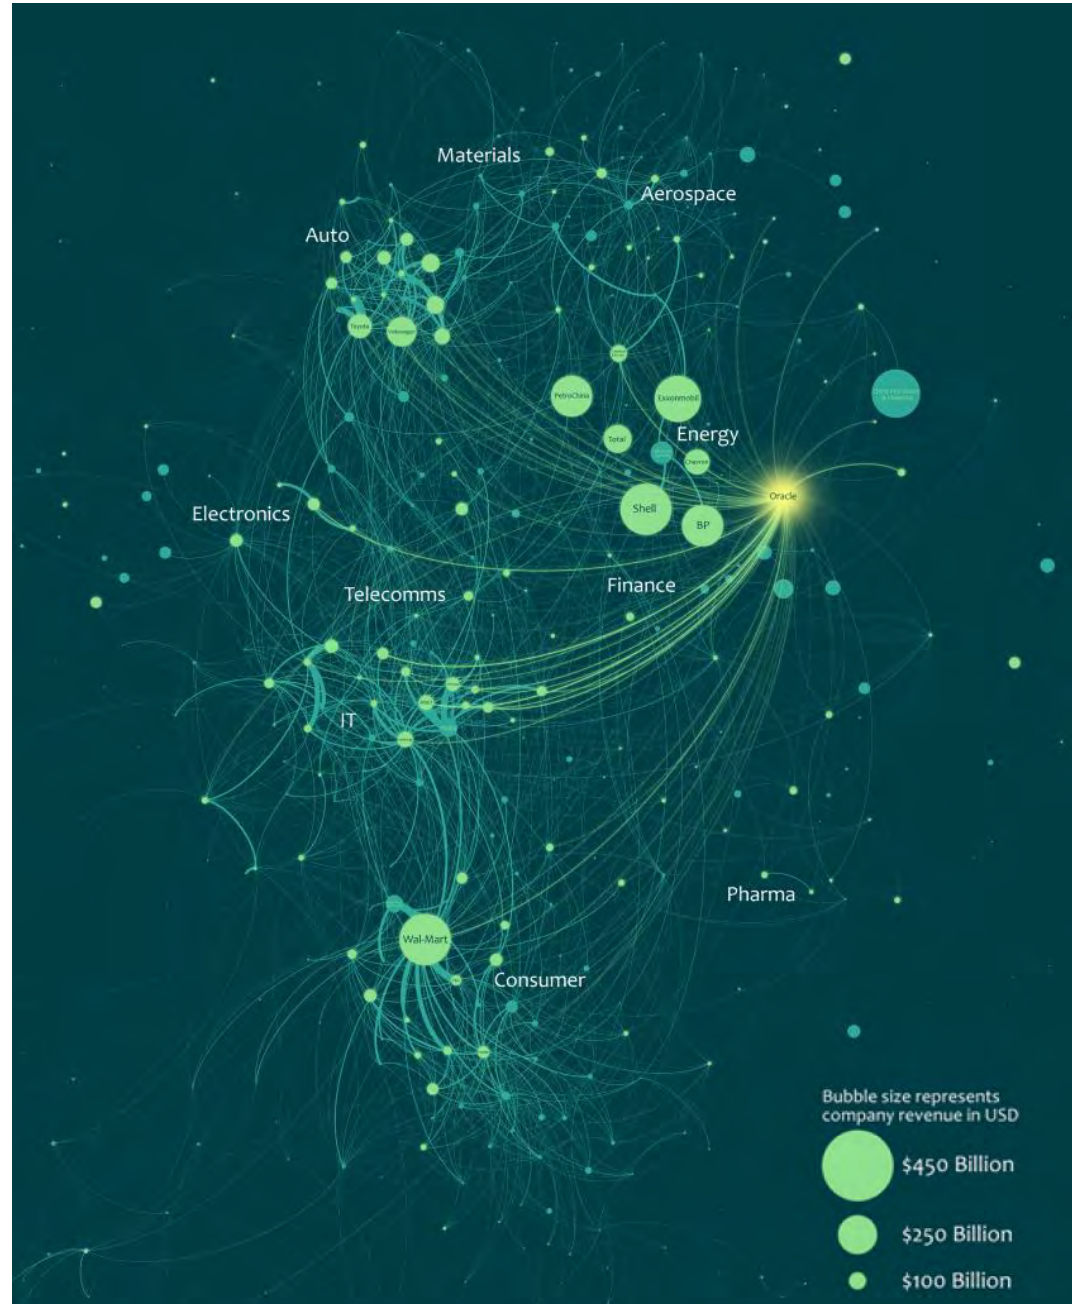 Materials
Aerospace
Auto
Toyota
Volkswagen
PetroChina
Exxonmobil
Total
Energy
Chevron
Shell
BP
Oracle
Electronics
Telecomms
Finance
IT
Pharma
Wal-Mart
Consumer
Bubble size represents
company revenue in USD
$450 Billion
$250 Billion
$100 Billion